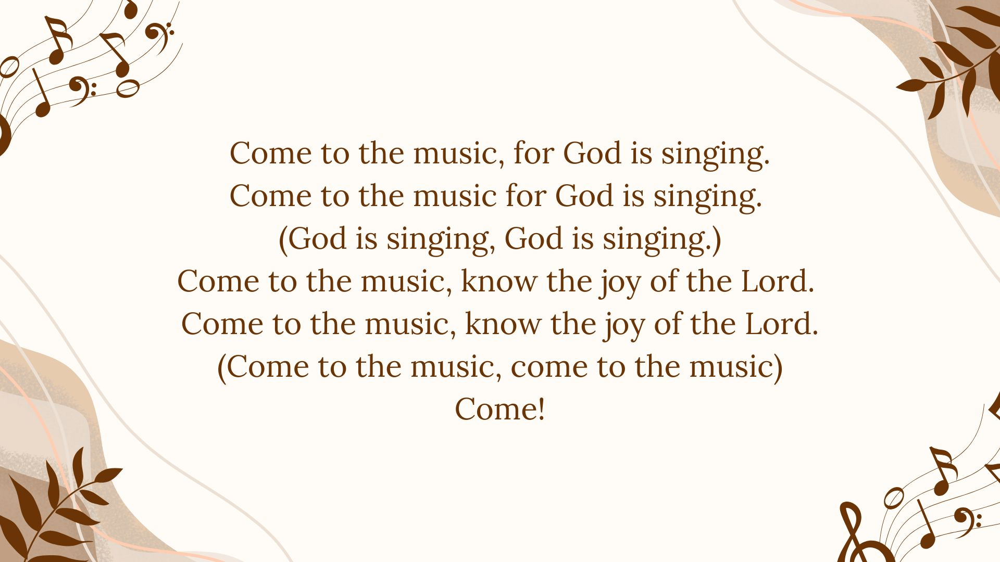 Come to the music, for God is singing.
Come to the music for God is singing.
(God is singing, God is singing.)
Come to the music, know the joy of the Lord.
Come to the music, know the joy of the Lord.
(Come to the music, come to the music)
Come!